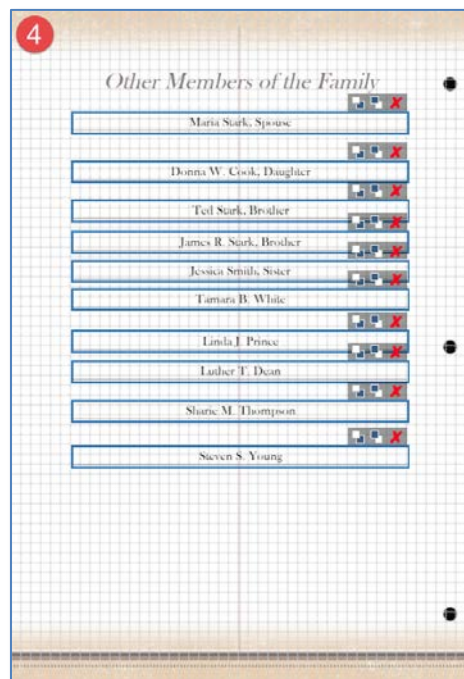 4
Other Members of the Family
Maria Stark, Spouse
Donna W. Cook, Daughter
Ted Stark, Brother
James R. Stark, Brother
Jessica Smith, Sister
Tamara B. White
Linda J. Prince
Luther T. Dean
Sharie M. Thompson
Steven S. Young